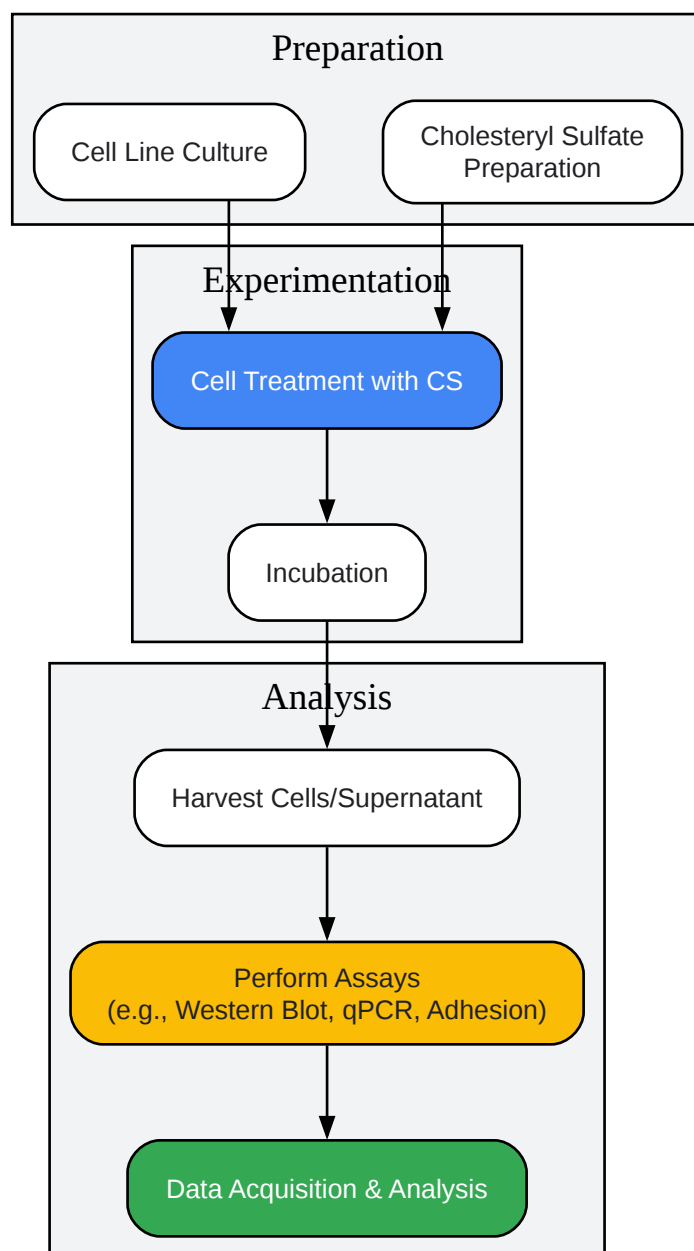 Preparation
Cell Line Culture
Cholesteryl Sulfate
Preparation
Experimentation
Cell Treatment with CS
Incubation
Analysis
Harvest Cells/Supernatant
Perform Assays
(e.g., Western Blot, qPCR, Adhesion)
Data Acquisition & Analysis